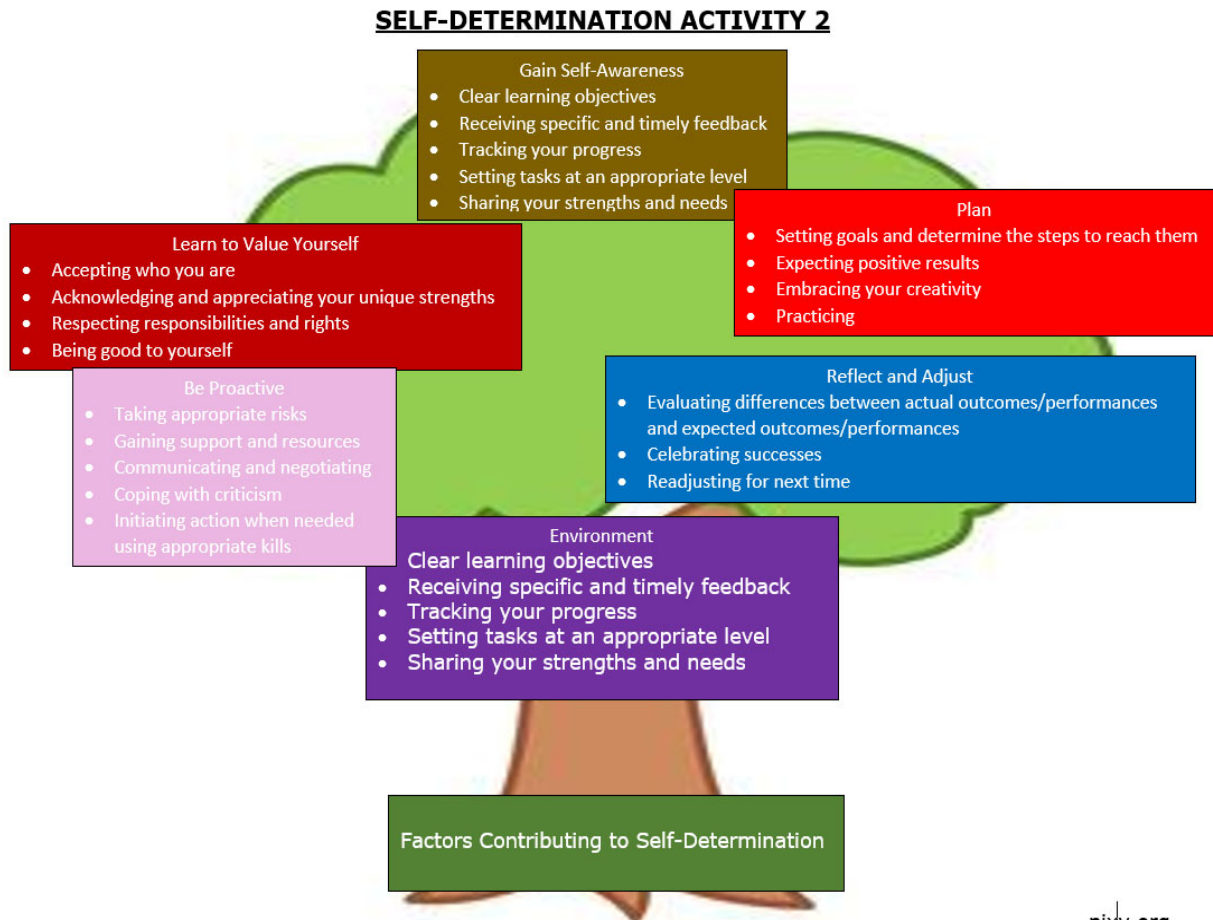 SELF-DETERMINATION ACTIVITY 2
Gain Self-Awareness
• Clear learning objectives
• Receiving specific and timely feedback
• Tracking your progress
• Setting tasks at an appropriate level
• Sharing your strengths and needs
Plan
• Setting goals and determine the steps to reach them
• Expecting positive results
• Embracing your creativity
• Practicing
Learn to Value Yourself
• Accepting who you are
• Acknowledging and appreciating your unique strengths
• Respecting responsibilities and rights
• Being good to yourself
Be Proactive
• Taking appropriate risks
• Gaining support and resources
• Communicating and negotiating
• Coping with criticism
• Initiating action when needed
using appropriate kills
Reflect and Adjust
• Evaluating differences between actual outcomes/performances
and expected outcomes/performances
• Celebrating successes
• Readjusting for next time
Environment
Clear learning objectives
• Receiving specific and timely feedback
• Tracking your progress
• Setting tasks at an appropriate level
• Sharing your strengths and needs
Factors Contributing to Self-Determination